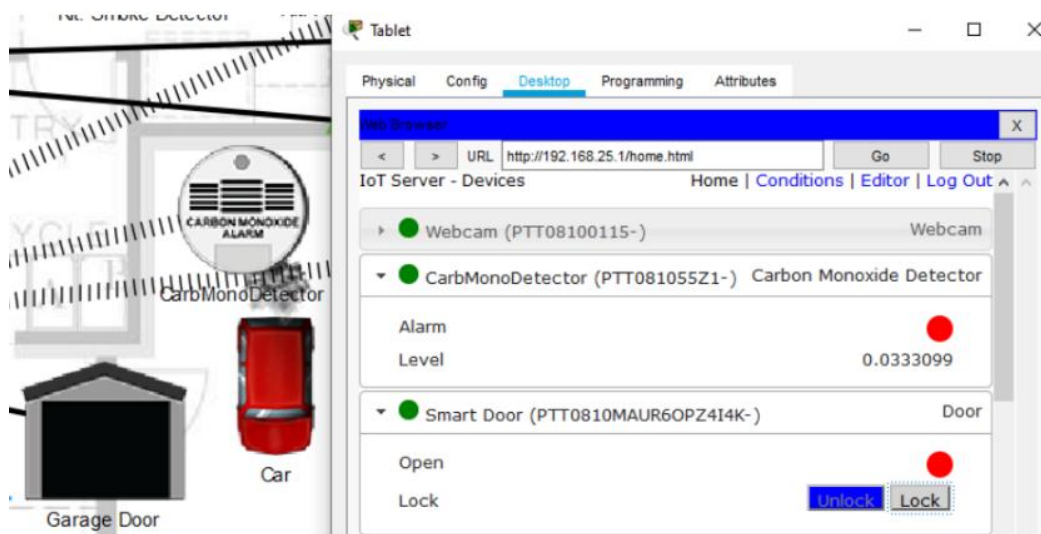 Tablet
Physical Config Desktop Programming Attributes
Web Browser X
< > URL http://192.168.25.1/home.html Go Stop
IoT Server - Devices Home | Conditions | Editor | Log Out
Webcam (PTT08100115-) Webcam
CarbMonoDetector (PTT081055Z1-) Carbon Monoxide Detector
Alarm
Level 0.0333099
Smart Door (PTT0810MAUR6OPZ4I4K-) Door
Open
Lock Unlock Lock
CARBON MONOXIDE
ALARM
CarbMonoDetector
Car
Garage Door